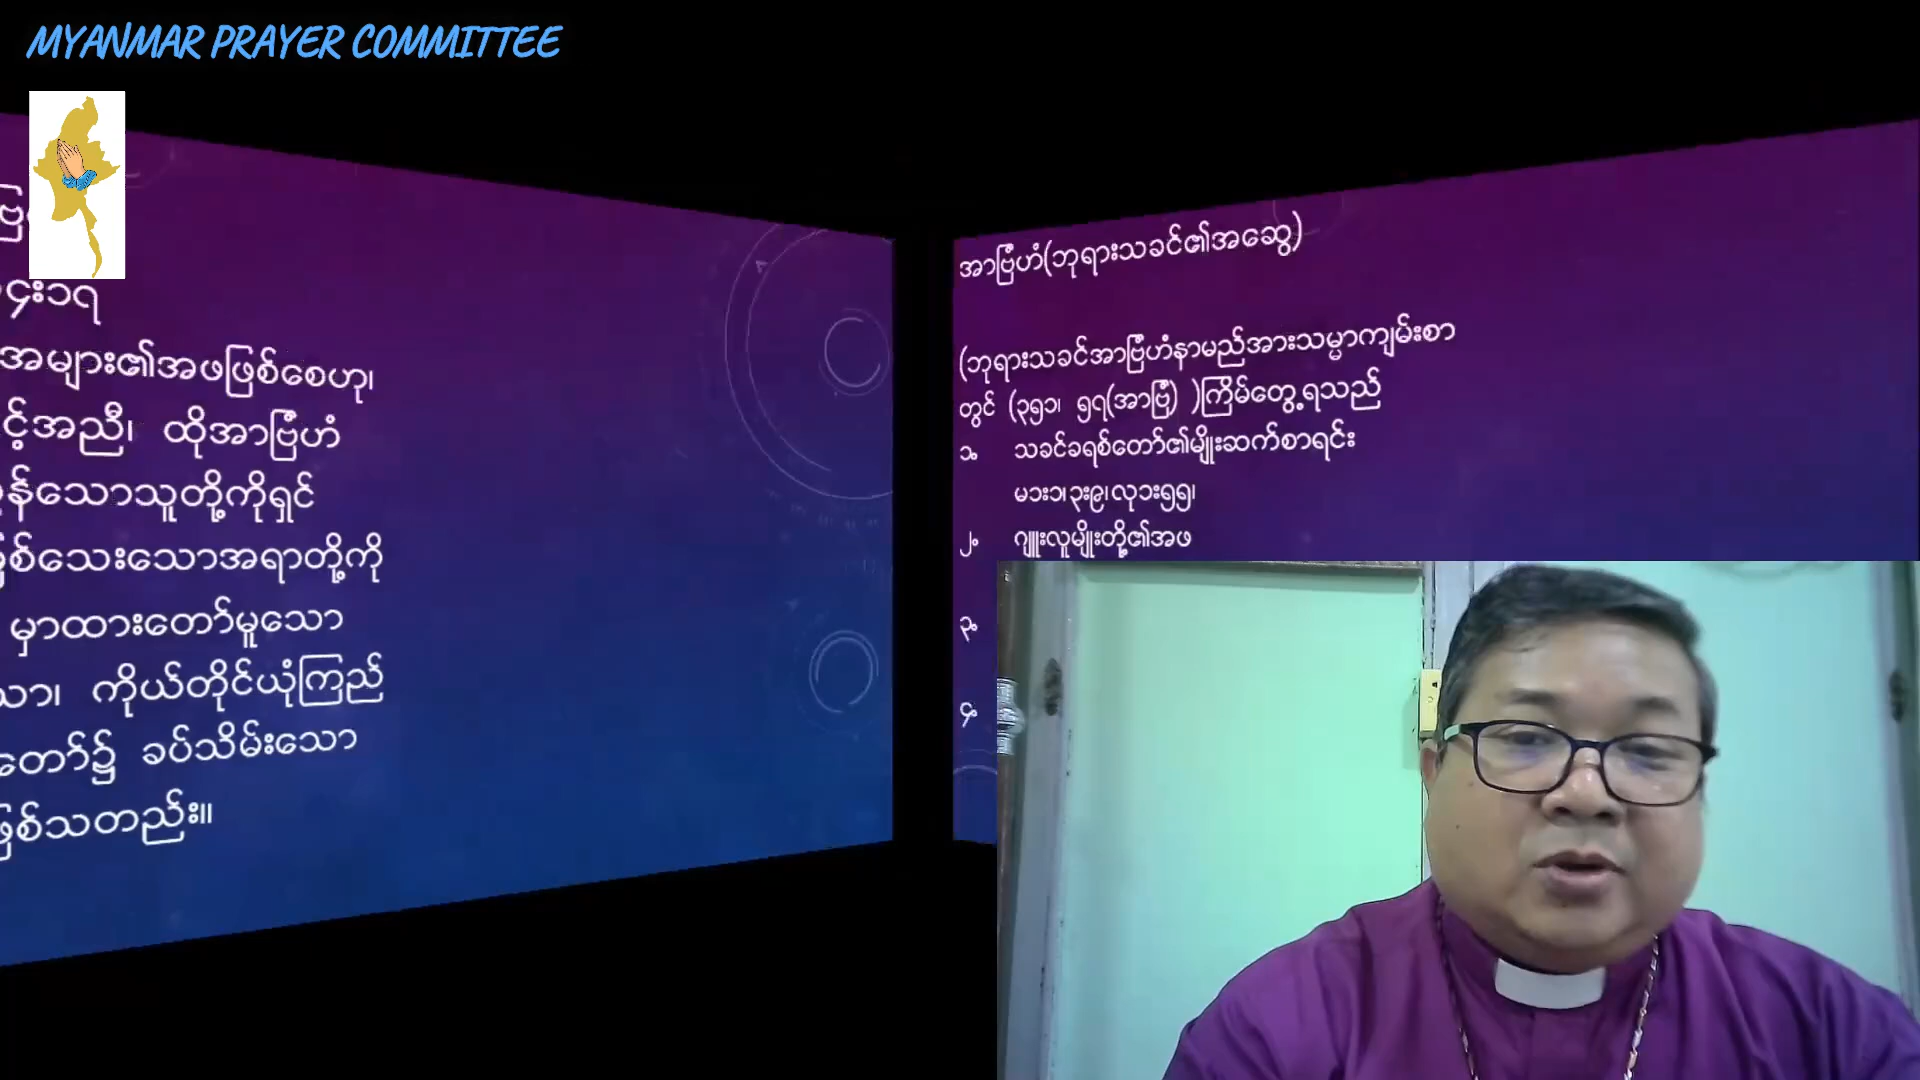 MYANMAR PRAYER COMMITTEE
၄း၁၇
အများ၏အဖဖြစ်စေဟု၊
အညီ၊ ထိုအာဗြံဟံ
သောသူတို့ကိုရှင်
ဖြစ်သေးသောအရာတို့ကို
မှာထားတော်မူသော
ကိုယ်တိုင်ယုံကြည်
တော်၌ ခပ်သိမ်းသော
ဖြစ်သတည်း။
အာဗြံဟံ(ဘုရားသခင်၏အဆွေ)
(ဘုရားသခင်အာဗြံဟံနာမည်အားသမ္မာကျမ်းစာ
တွင် (၃၅၁၊ ၅၇(အာဗြံ) )ကြိမ်တွေ့ရသည်
၁. သခင်ခရစ်တော်၏မျိုးဆက်စာရင်း
မ၁း၁၊၃း၉၊လု၁း၅၅၊
၂. ဂျူးလူမျိုးတို့၏အဖ
၃.
၄.